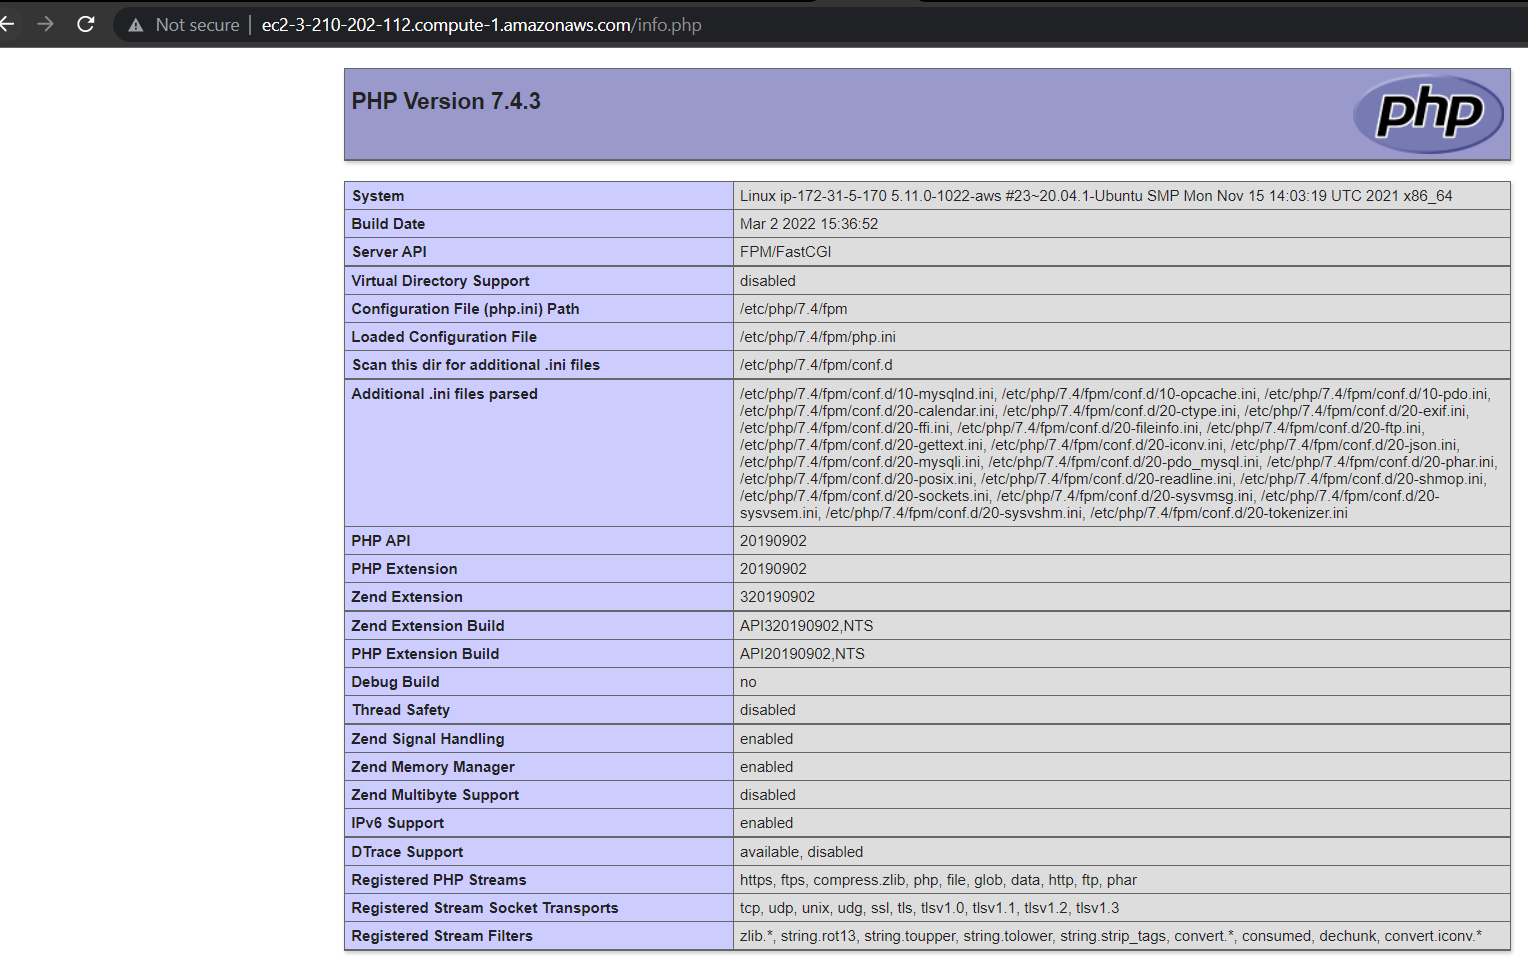 Not secure | ec2-3-210-202-112.compute-1.amazonaws.com/info.php
PHP Version 7.4.3
php
System Linux ip-172-31-5-170 5.11.0-1022-aws #23~20.04.1-Ubuntu SMP Mon Nov 15 14:03:19 UTC 2021 x86_64
Build Date Mar 2 2022 15:36:52
Server API FPM/FastCGI
Virtual Directory Support disabled
Configuration File (php.ini) Path /etc/php/7.4/fpm
Loaded Configuration File /etc/php/7.4/fpm/php.ini
Scan this dir for additional .ini files /etc/php/7.4/fpm/conf.d
Additional .ini files parsed /etc/php/7.4/fpm/conf.d/10-mysqlnd.ini, /etc/php/7.4/fpm/conf.d/10-opcache.ini, /etc/php/7.4/fpm/conf.d/10-pdo.ini,
/etc/php/7.4/fpm/conf.d/20-calendar.ini, /etc/php/7.4/fpm/conf.d/20-ctype.ini, /etc/php/7.4/fpm/conf.d/20-exif.ini,
/etc/php/7.4/fpm/conf.d/20-ffi.ini, /etc/php/7.4/fpm/conf.d/20-fileinfo.ini, /etc/php/7.4/fpm/conf.d/20-ftp.ini,
/etc/php/7.4/fpm/conf.d/20-gettext.ini, /etc/php/7.4/fpm/conf.d/20-iconv.ini, /etc/php/7.4/fpm/conf.d/20-json.ini,
/etc/php/7.4/fpm/conf.d/20-mysqli.ini, /etc/php/7.4/fpm/conf.d/20-pdo_mysql.ini, /etc/php/7.4/fpm/conf.d/20-phar.ini,
/etc/php/7.4/fpm/conf.d/20-posix.ini, /etc/php/7.4/fpm/conf.d/20-readline.ini, /etc/php/7.4/fpm/conf.d/20-shmop.ini,
/etc/php/7.4/fpm/conf.d/20-sockets.ini, /etc/php/7.4/fpm/conf.d/20-sysvmsg.ini, /etc/php/7.4/fpm/conf.d/20-
sysvsem.ini, /etc/php/7.4/fpm/conf.d/20-sysvshm.ini, /etc/php/7.4/fpm/conf.d/20-tokenizer.ini
PHP API 20190902
PHP Extension 20190902
Zend Extension 320190902
Zend Extension Build API320190902,NTS
PHP Extension Build API20190902,NTS
Debug Build no
Thread Safety disabled
Zend Signal Handling enabled
Zend Memory Manager enabled
Zend Multibyte Support disabled
IPv6 Support enabled
DTrace Support available, disabled
Registered PHP Streams https, ftps, compress.zlib, php, file, glob, data, http, ftp, phar
Registered Stream Socket Transports tcp, udp, unix, udg, ssl, tls, tlsv1.0, tlsv1.1, tlsv1.2, tlsv1.3
Registered Stream Filters zlib.*, string.rot13, string.toupper, string.tolower, string.strip_tags, convert.*, consumed, dechunk, convert.iconv.*